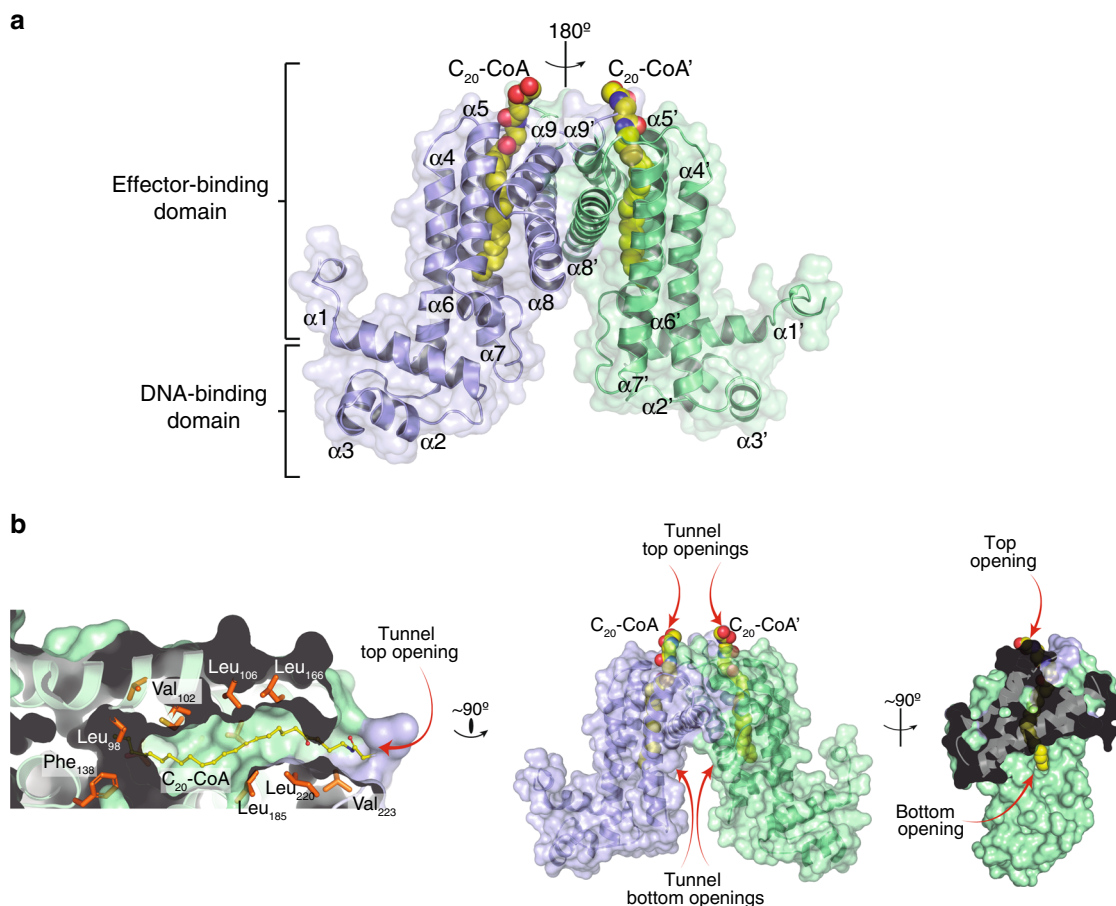 a
180º
C20-CoA
C20-CoA’
α5
α9
α9’
α5’
α4
α4’
Effector-binding
domain
α8’
α8
α6
α6’
α1
α1’
α7
α7’
DNA-binding
domain
α2’
α2
α3
α3’
b
Tunnel
top openings
Top
opening
C20-CoA
C20-CoA’
Tunnel
top opening
Leu106
Leu166
Val102
~90º
~90º
Leu98
Phe138
C20-CoA
Leu220
Leu185
Val223
Bottom
opening
Tunnel
bottom openings